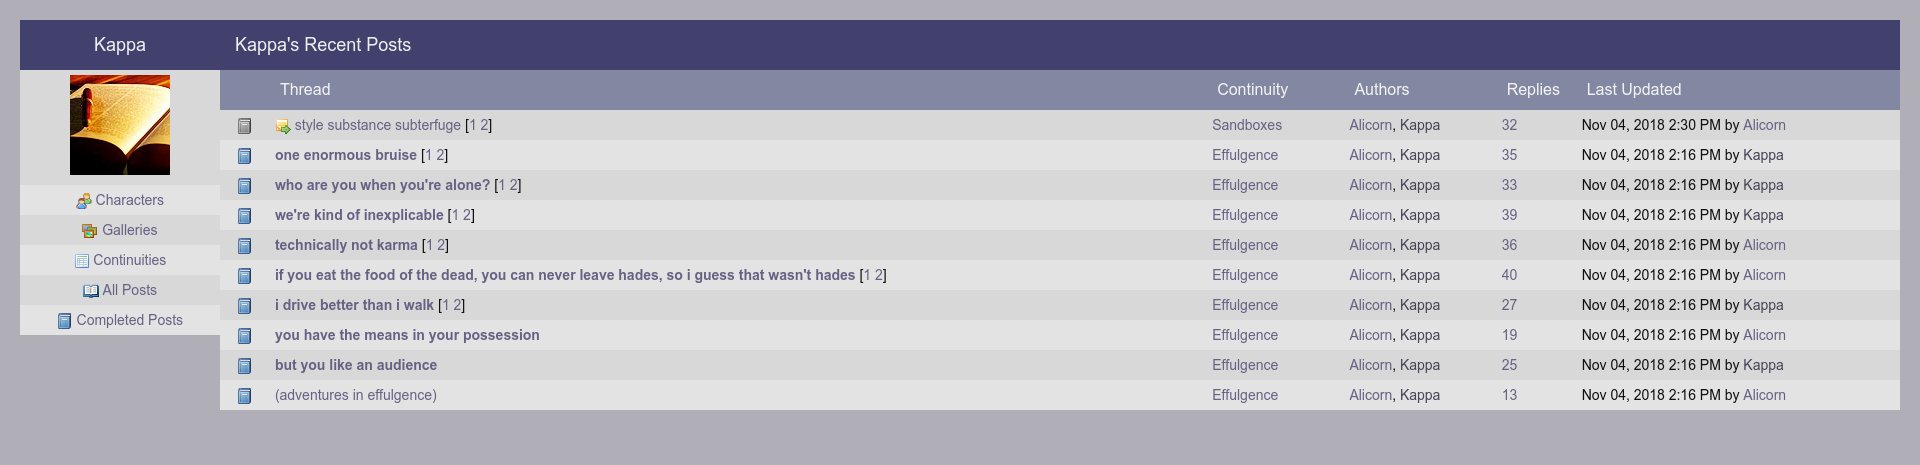 Kappa
Kappa's Recent Posts
Thread Continuity Authors Replies Last Updated
style substance subterfuge [1 2] Sandboxes Alicorn, Kappa 32 Nov 04, 2018 2:30 PM by Alicorn
one enormous bruise [1 2] Effulgence Alicorn, Kappa 35 Nov 04, 2018 2:16 PM by Kappa
who are you when you're alone? [1 2] Effulgence Alicorn, Kappa 33 Nov 04, 2018 2:16 PM by Kappa
we're kind of inexplicable [1 2] Effulgence Alicorn, Kappa 39 Nov 04, 2018 2:16 PM by Kappa
technically not karma [1 2] Effulgence Alicorn, Kappa 36 Nov 04, 2018 2:16 PM by Alicorn
if you eat the food of the dead, you can never leave hades, so i guess that wasn't hades [1 2] Effulgence Alicorn, Kappa 40 Nov 04, 2018 2:16 PM by Alicorn
i drive better than i walk [1 2] Effulgence Alicorn, Kappa 27 Nov 04, 2018 2:16 PM by Kappa
you have the means in your possession Effulgence Alicorn, Kappa 19 Nov 04, 2018 2:16 PM by Alicorn
but you like an audience Effulgence Alicorn, Kappa 25 Nov 04, 2018 2:16 PM by Kappa
(adventures in effulgence) Effulgence Alicorn, Kappa 13 Nov 04, 2018 2:16 PM by Alicorn
Characters
Galleries
Continuities
All Posts
Completed Posts